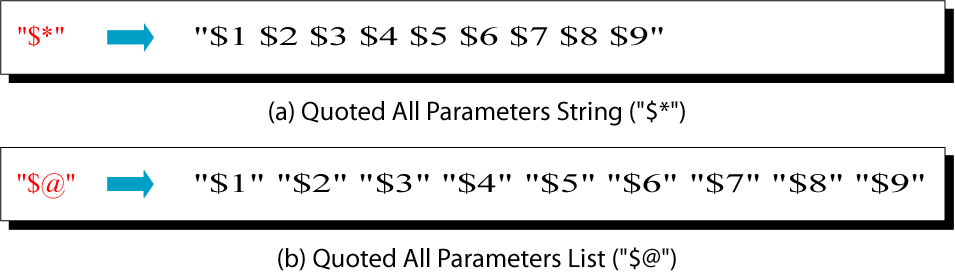 "$*" "$1 $2 $3 $4 $5 $6 $7 $8 $9"
(a) Quoted All Parameters String ("$*")
"$@" "$1" "$2" "$3" "$4" "$5" "$6" "$7" "$8" "$9"
(b) Quoted All Parameters List ("$@")